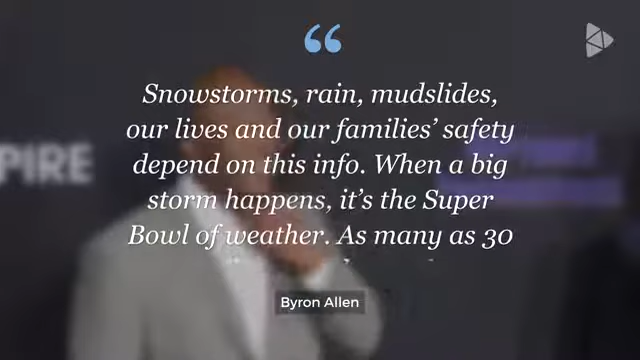 “
Snowstorms, rain, mudslides,
our lives and our families’ safety
depend on this info. When a big
storm happens, it’s the Super
Bowl of weather. As many as 30
PIRE
Byron Allen